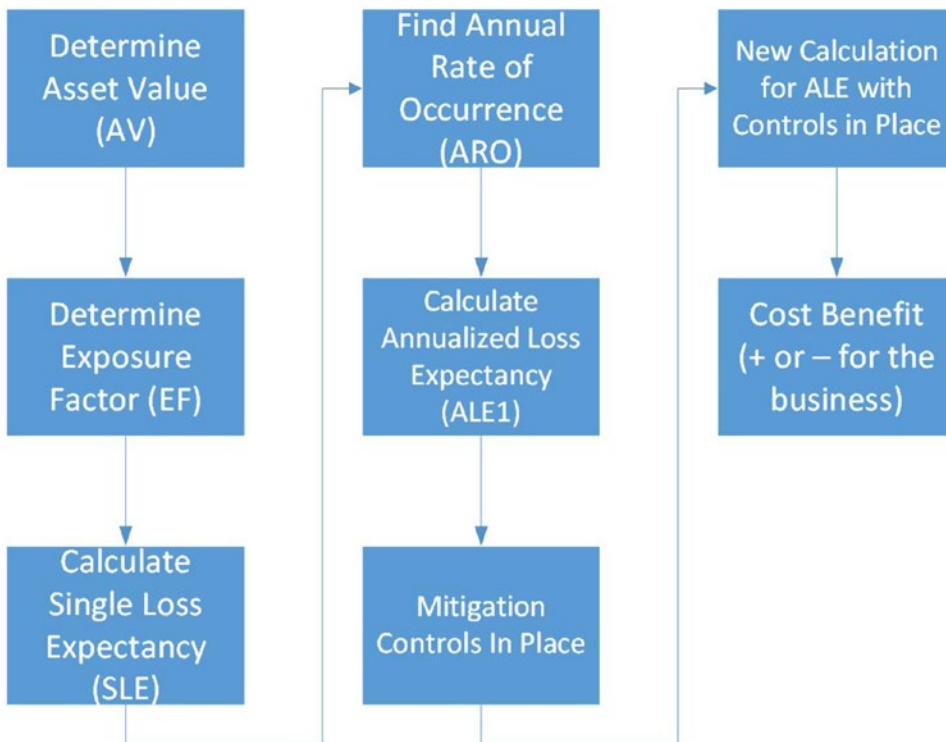 Determine
Asset Value
(AV)
Determine
Exposure
Factor (EF)
Calculate
Single Loss
Expectancy
(SLE)
Find Annual
Rate of
Occurrence
(ARO)
Calculate
Annualized Loss
Expectancy
(ALE1)
Mitigation
Controls In Place
New Calculation
for ALE with
Controls in Place
Cost Benefit
(+ or – for the
business)